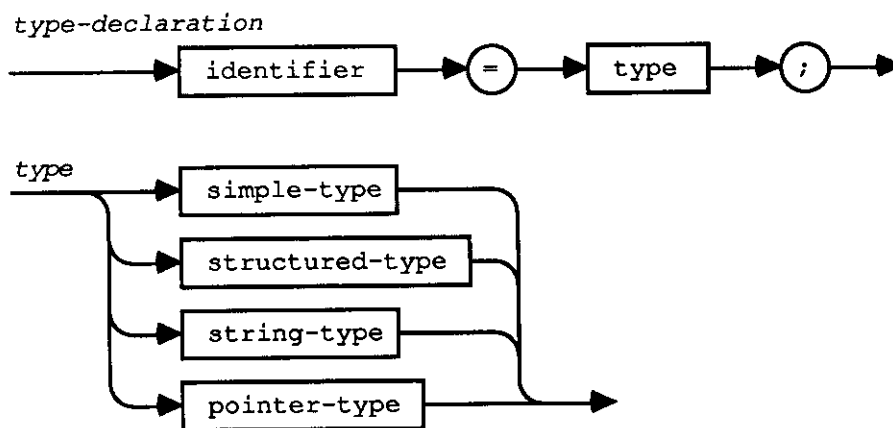 type-declaration
identifier = type ;
type
simple-type
structured-type
string-type
pointer-type